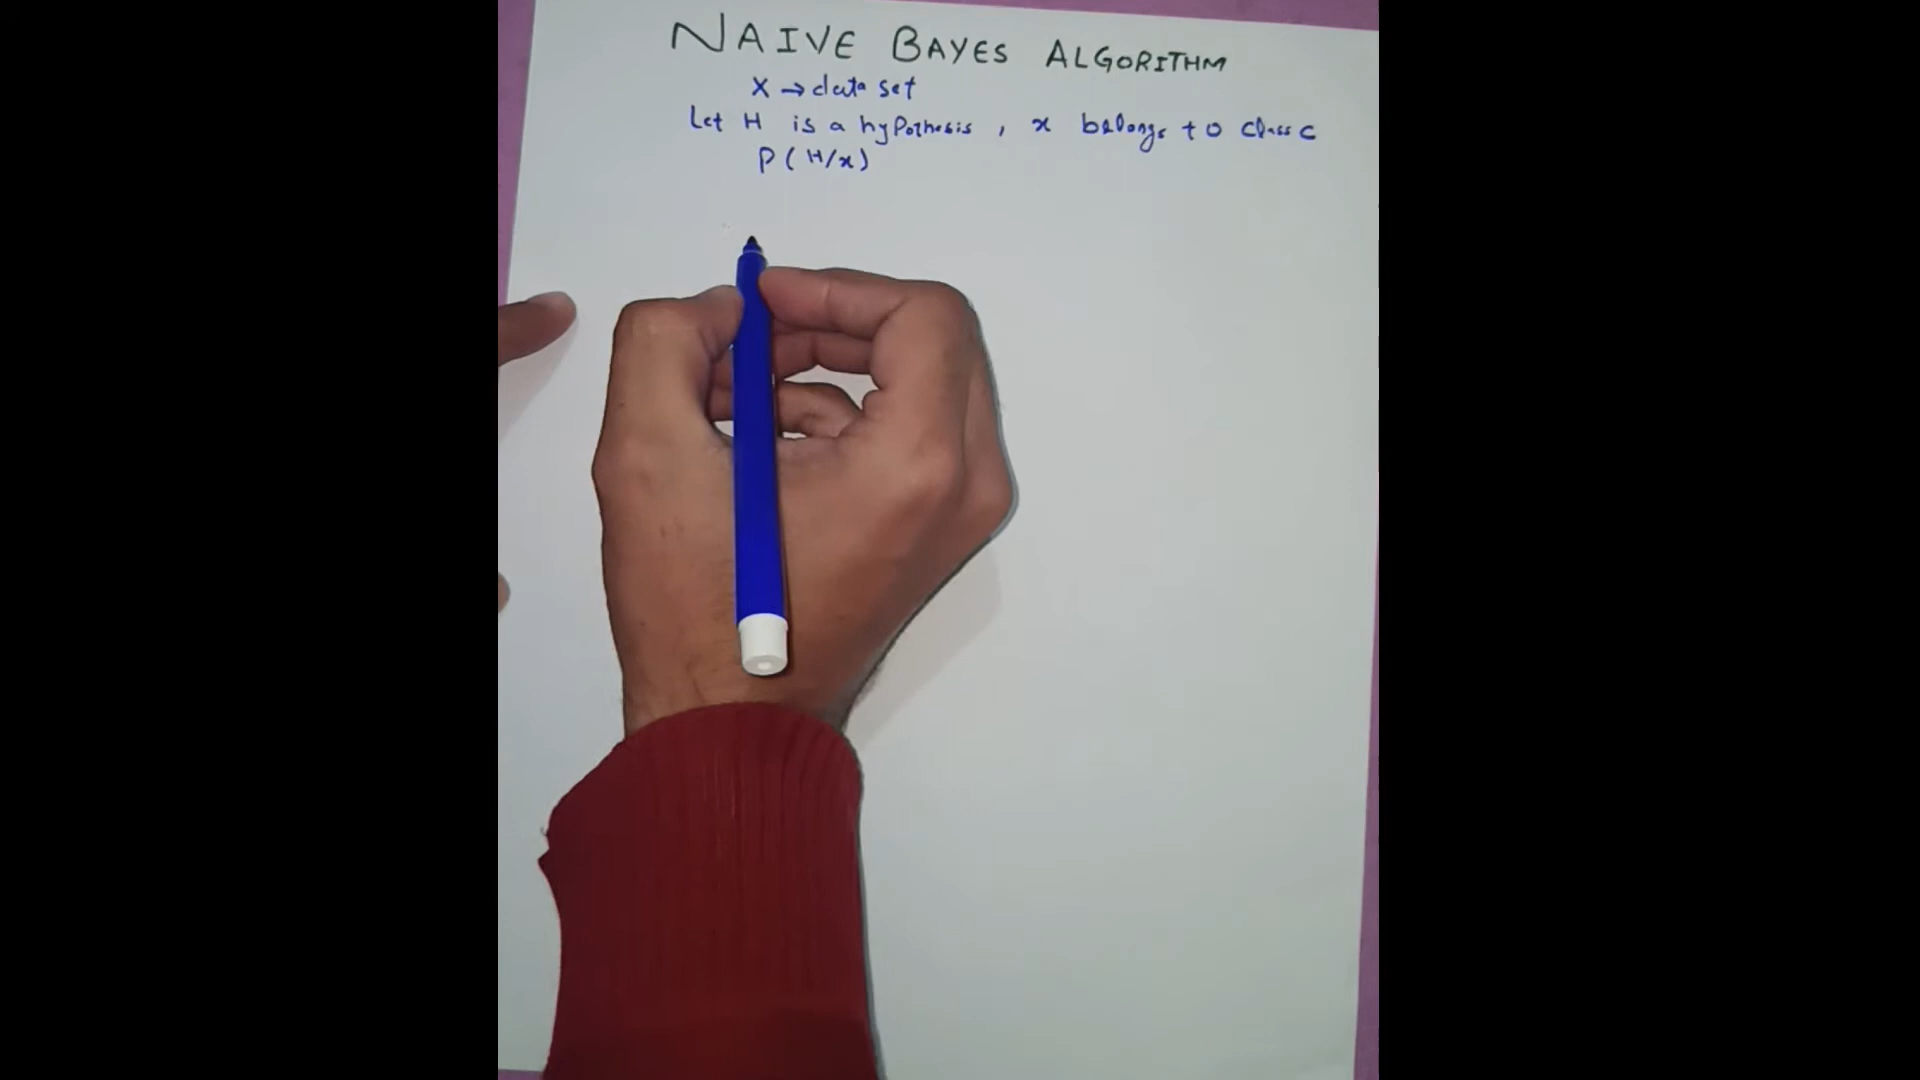 NAIVE BAYES ALGORITHM
X → data set
Let H is a hyPothesis , x belongs to class C
P ( H/x )